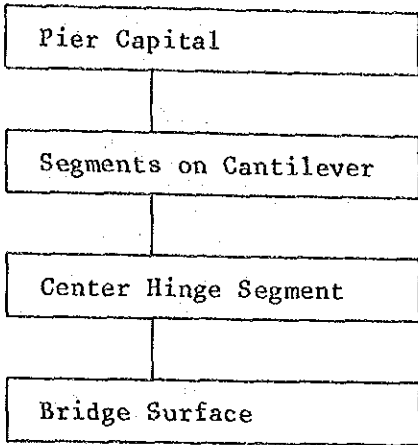 Pier Capital
Segments on Cantilever
Center Hinge Segment
Bridge Surface